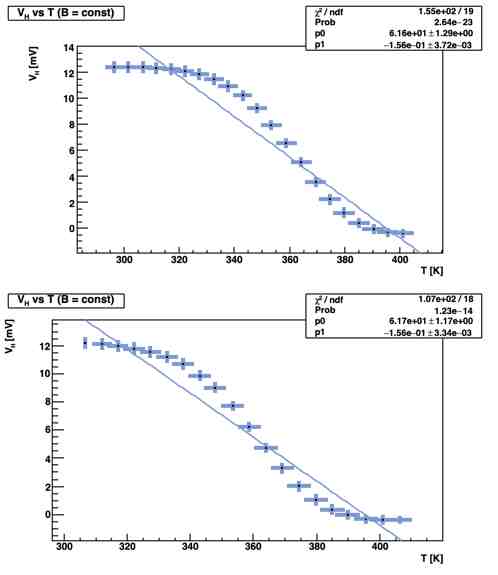 V_H vs T (B = const)
χ² / ndf 1.55e+02 / 19
Prob 2.64e−23
p0 6.16e+01 ± 1.29e+00
p1 −1.56e−01 ± 3.72e−03
V_H [mV]
14
12
10
8
6
4
2
0
300 320 340 360 380 400
T [K]
V_H vs T (B = const)
χ² / ndf 1.07e+02 / 18
Prob 1.23e−14
p0 6.17e+01 ± 1.17e+00
p1 −1.56e−01 ± 3.34e−03
V_H [mV]
12
10
8
6
4
2
0
300 320 340 360 380 400
T [K]